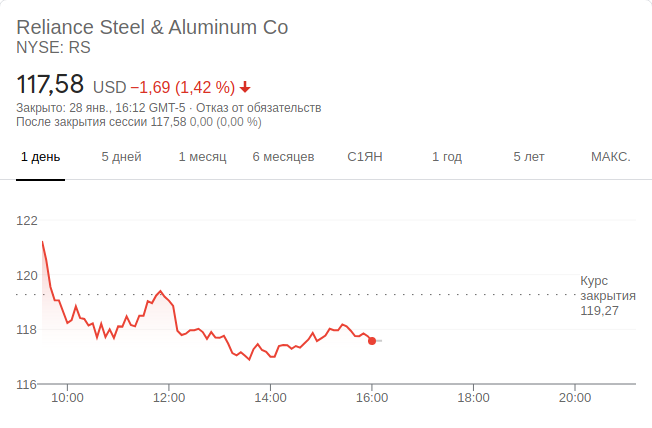 Reliance Steel & Aluminum Co
NYSE: RS
117,58 USD −1,69 (1,42 %)
Закрыто: 28 янв., 16:12 GMT-5 · Отказ от обязательств
После закрытия сессии 117,58 0,00 (0,00 %)
1 день 5 дней 1 месяц 6 месяцев С1ЯН 1 год 5 лет МАКС.
122
120
Курс
закрытия
119,27
118
116
10:00 12:00 14:00 16:00 18:00 20:00